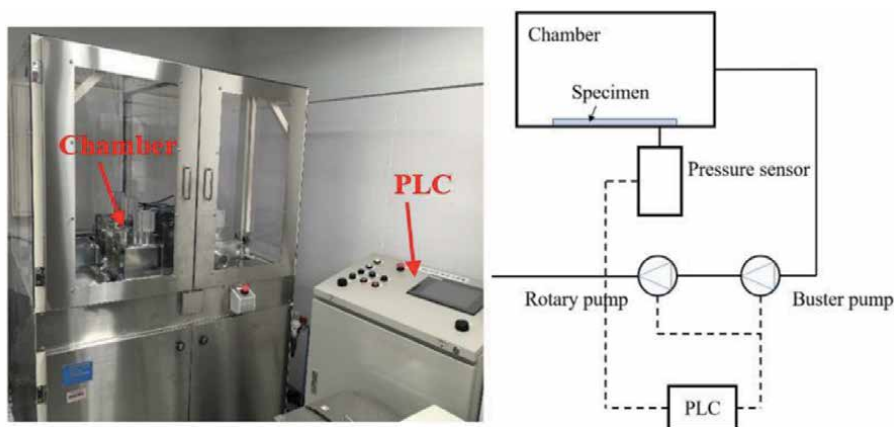 Chamber
PLC
Chamber
Specimen
Pressure sensor
Rotary pump
Buster pump
PLC